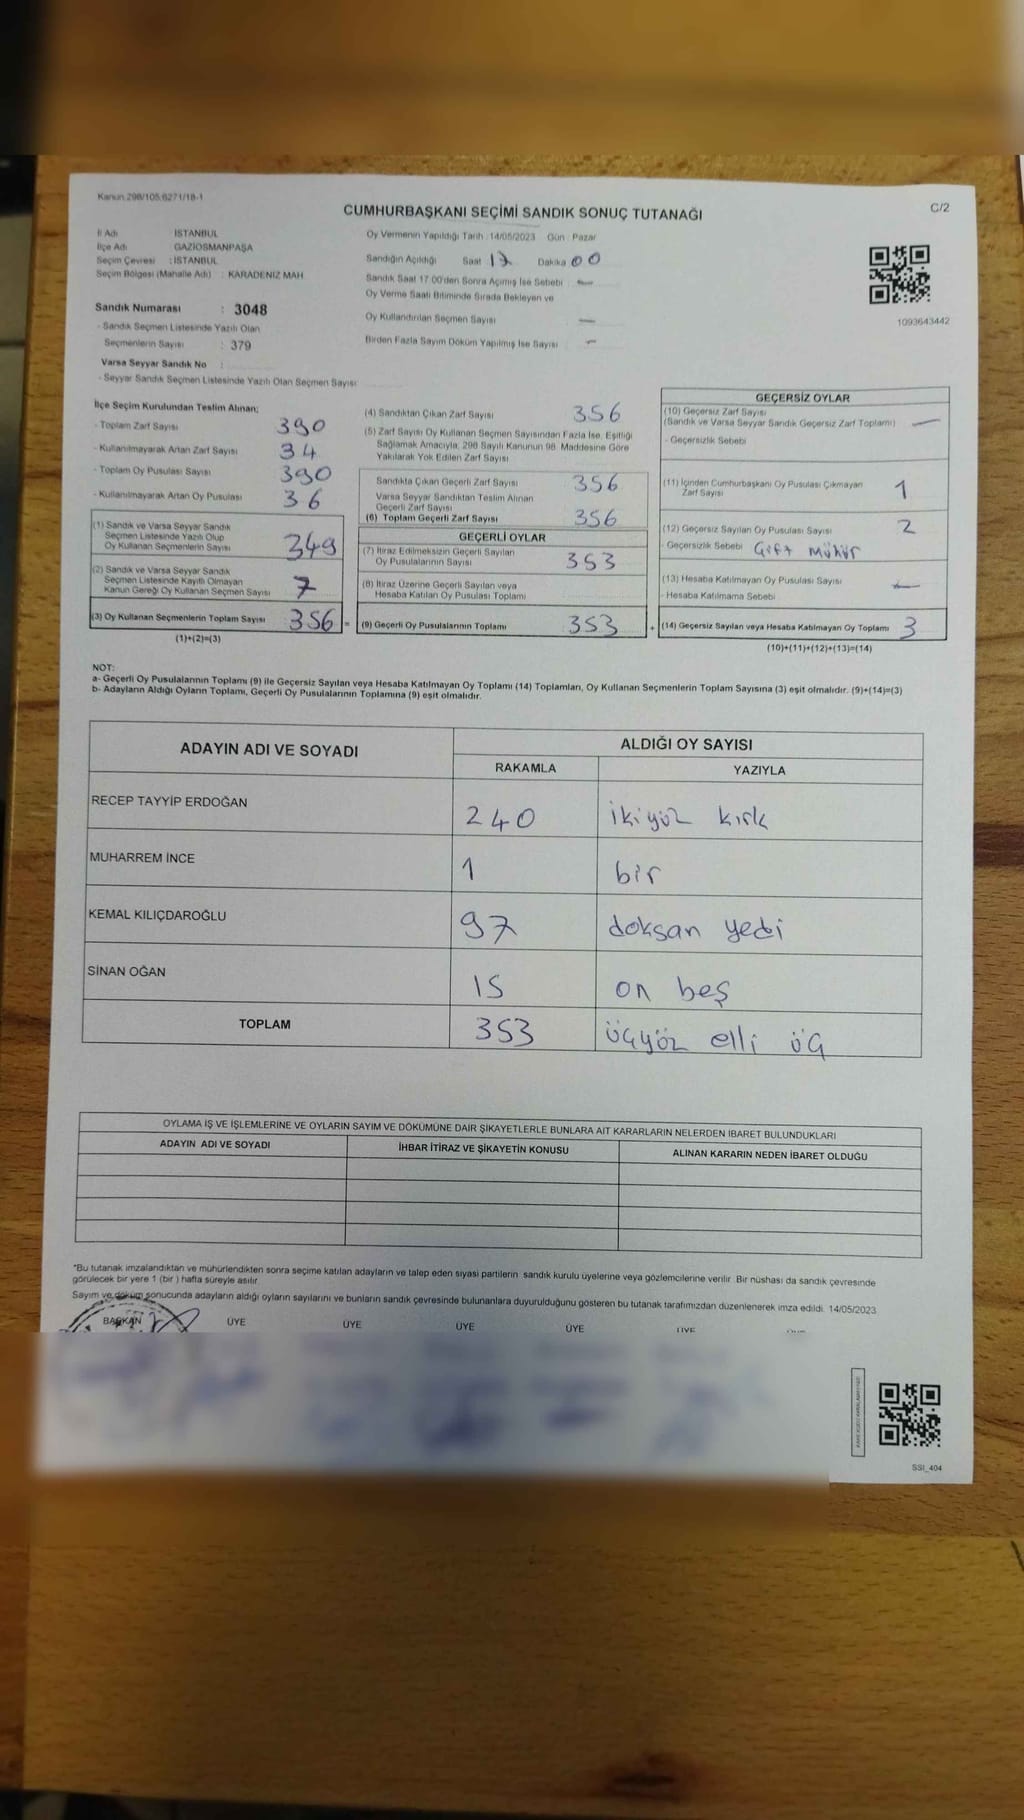 Kanun.298/105,6271/18-1
C/2
CUMHURBAŞKANI SEÇİMİ SANDIK SONUÇ TUTANAĞI
İl Adı İSTANBUL
İlçe Adı GAZİOSMANPAŞA
Seçim Çevresi : İSTANBUL
Seçim Bölgesi (Mahalle Adı) : KARADENİZ MAH
Oy Vermenin Yapıldığı Tarih : 14/05/2023 Gün : Pazar
Sandığın Açıldığı Saat 17 Dakika 00
Sandık Saat 17.00'den Sonra Açımış İse Sebebi : —
Oy Verme Saati Bitiminde Sırada Bekleyen ve
Oy Kullandırılan Seçmen Sayısı —
Birden Fazla Sayım Döküm Yapılmış İse Sayısı : —
1093643442
Sandık Numarası : 3048
- Sandık Seçmen Listesinde Yazılı Olan
Seçmenlerin Sayısı : 379
Varsa Seyyar Sandık No :
- Seyyar Sandık Seçmen Listesinde Yazılı Olan Seçmen Sayısı
İlçe Seçim Kurulundan Teslim Alınan;
- Toplam Zarf Sayısı 390
- Kullanılmayarak Artan Zarf Sayısı 34
- Toplam Oy Pusulası Sayısı 390
- Kullanılmayarak Artan Oy Pusulası 36
(1) Sandık ve Varsa Seyyar Sandık
Seçmen Listesinde Yazılı Olup
Oy Kullanan Seçmenlerin Sayısı 349
(2) Sandık ve Varsa Seyyar Sandık
Seçmen Listesinde Kayıtlı Olmayan
Kanun Gereği Oy Kullanan Seçmen Sayısı 7
(3) Oy Kullanan Seçmenlerin Toplam Sayısı 356 =
(1)+(2)=(3)
(4) Sandıktan Çıkan Zarf Sayısı 356
(5) Zarf Sayısı Oy Kullanan Seçmen Sayısından Fazla İse, Eşitliği
Sağlamak Amacıyla, 298 Sayılı Kanunun 98. Maddesine Göre
Yakılarak Yok Edilen Zarf Sayısı :
Sandıkta Çıkan Geçerli Zarf Sayısı 356
Varsa Seyyar Sandıktan Teslim Alınan
Geçerli Zarf Sayısı
(6) Toplam Geçerli Zarf Sayısı 356
GEÇERLİ OYLAR
(7) İtiraz Edilmeksizin Geçerli Sayılan
Oy Pusulalarının Sayısı 353
(8) İtiraz Üzerine Geçerli Sayılan veya
Hesaba Katılan Oy Pusulası Toplamı
(9) Geçerli Oy Pusulalarının Toplamı 353 +
GEÇERSİZ OYLAR
(10) Geçersiz Zarf Sayısı
(Sandık ve Varsa Seyyar Sandık Geçersiz Zarf Toplamı) —
- Geçersizlik Sebebi
(11) İçinden Cumhurbaşkanı Oy Pusulası Çıkmayan
Zarf Sayısı 1
(12) Geçersiz Sayılan Oy Pusulası Sayısı 2
- Geçersizlik Sebebi Çift Mühür
(13) Hesaba Katılmayan Oy Pusulası Sayısı —
- Hesaba Katılmama Sebebi
(14) Geçersiz Sayılan veya Hesaba Katılmayan Oy Toplamı 3
(10)+(11)+(12)+(13)=(14)
NOT:
a- Geçerli Oy Pusulalarının Toplamı (9) ile Geçersiz Sayılan veya Hesaba Katılmayan Oy Toplamı (14) Toplamları, Oy Kullanan Seçmenlerin Toplam Sayısına (3) eşit olmalıdır. (9)+(14)=(3)
b- Adayların Aldığı Oyların Toplamı, Geçerli Oy Pusulalarının Toplamına (9) eşit olmalıdır.
ADAYIN ADI VE SOYADI ALDIĞI OY SAYISI
RAKAMLA YAZIYLA
RECEP TAYYİP ERDOĞAN 240 ikiyüz kırk
MUHARREM İNCE 1 bir
KEMAL KILIÇDAROĞLU 97 doksan yedi
SİNAN OĞAN 15 on beş
TOPLAM 353 üçyüz elli üç
OYLAMA İŞ VE İŞLEMLERİNE VE OYLARIN SAYIM VE DÖKÜMÜNE DAİR ŞİKAYETLERLE BUNLARA AİT KARARLARIN NELERDEN İBARET BULUNDUKLARI
ADAYIN ADI VE SOYADI İHBAR İTİRAZ VE ŞİKAYETİN KONUSU ALINAN KARARIN NEDEN İBARET OLDUĞU
*Bu tutanak imzalandıktan ve mühürlendikten sonra seçime katılan adayların ve talep eden siyasi partilerin sandık kurulu üyelerine veya gözlemcilerine verilir. Bir nüshası da sandık çevresinde
görülecek bir yere 1 (bir ) hafta süreyle asılır.
Sayım ve döküm sonucunda adayların aldığı oyların sayılarını ve bunların sandık çevresinde bulunanlara duyurulduğunu gösteren bu tutanak tarafımızdan düzenlenerek imza edildi. 14/05/2023
BAŞKAN ÜYE ÜYE ÜYE ÜYE ÜYE
SSI_404